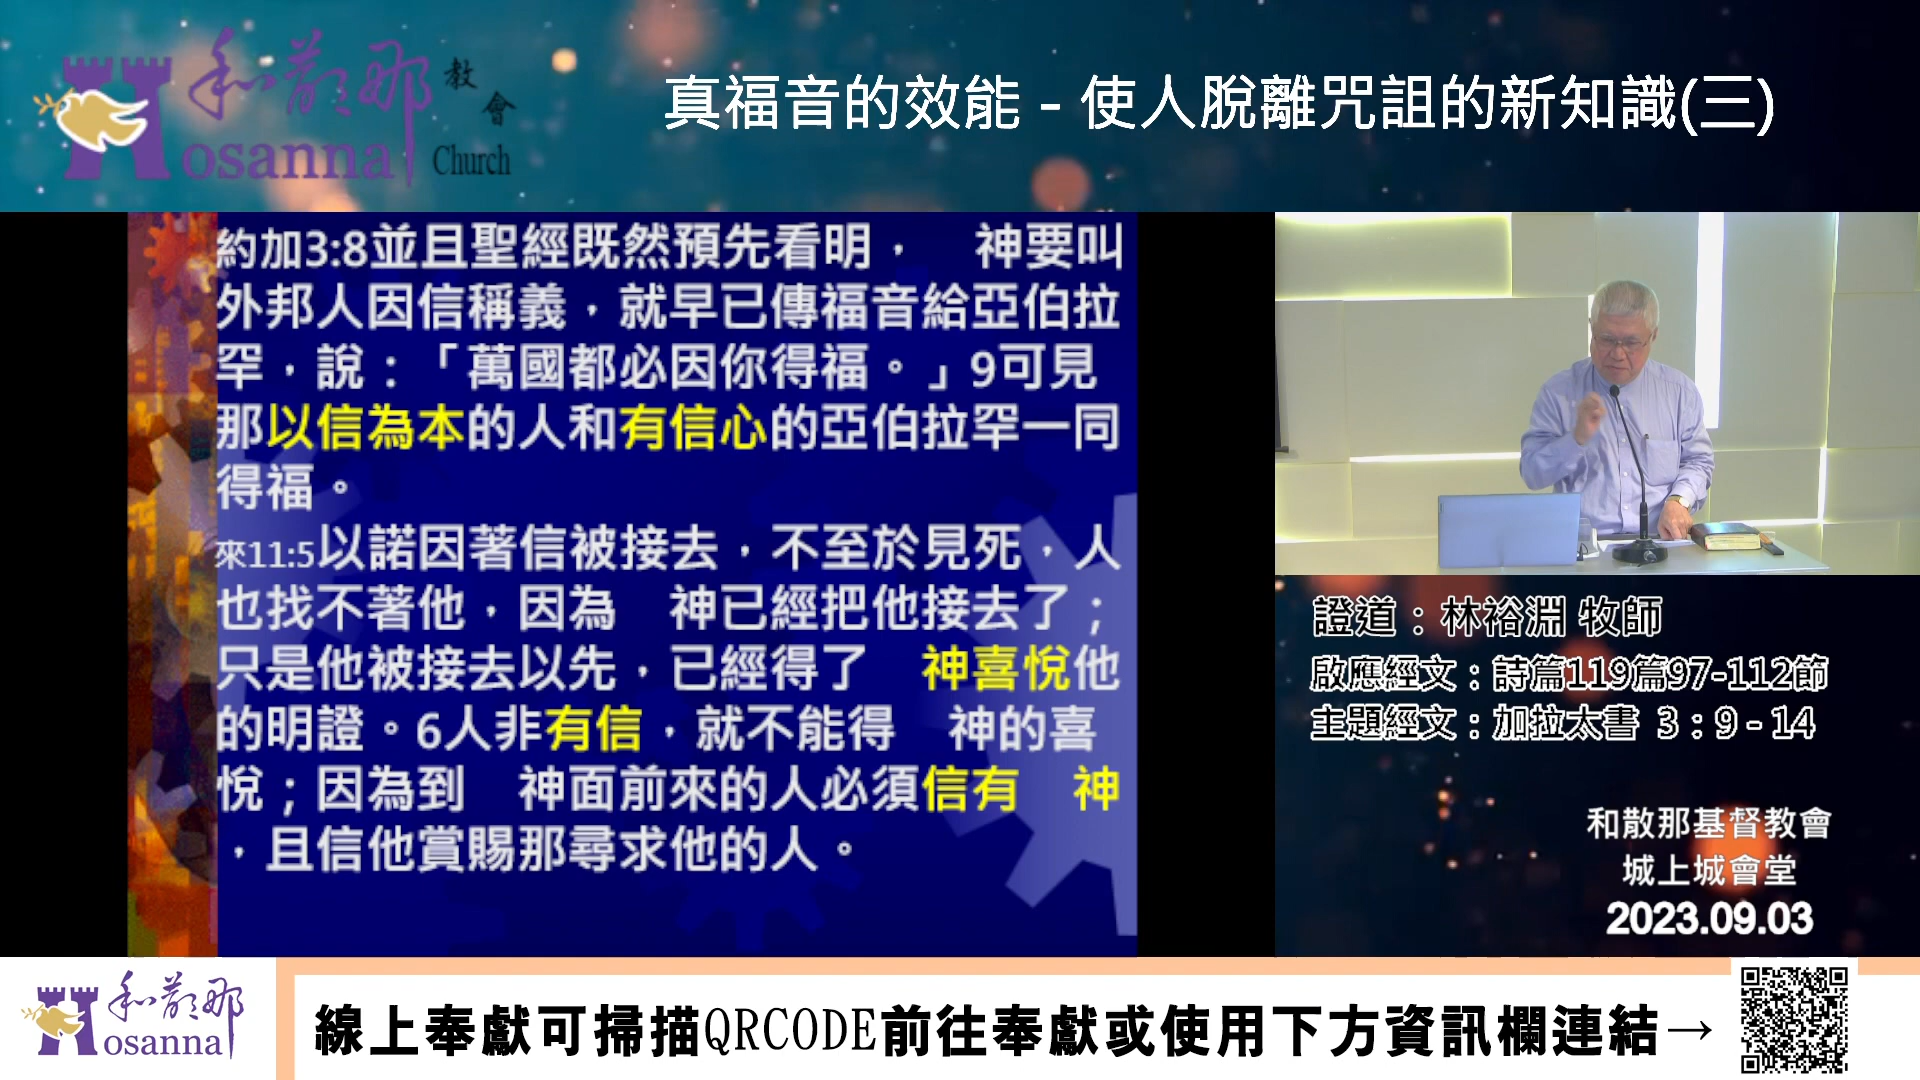 和散那
教會
Hosanna Church
真福音的效能 - 使人脫離咒詛的新知識(三)
約加3:8並且聖經既然預先看明，　神要叫
外邦人因信稱義，就早已傳福音給亞伯拉
罕，說：「萬國都必因你得福。」9可見
那以信為本的人和有信心的亞伯拉罕一同
得福。
來11:5以諾因著信被接去，不至於見死，人
也找不著他，因為　神已經把他接去了；
只是他被接去以先，已經得了　神喜悅他
的明證。6人非有信，就不能得　神的喜
悅；因為到　神面前來的人必須信有　神
，且信他賞賜那尋求他的人。
證道：林裕淵 牧師
啟應經文：詩篇119篇97-112節
主題經文：加拉太書 3：9 - 14
和散那基督教會
城上城會堂
2023.09.03
和散那
Hosanna
線上奉獻可掃描QRCODE前往奉獻或使用下方資訊欄連結→